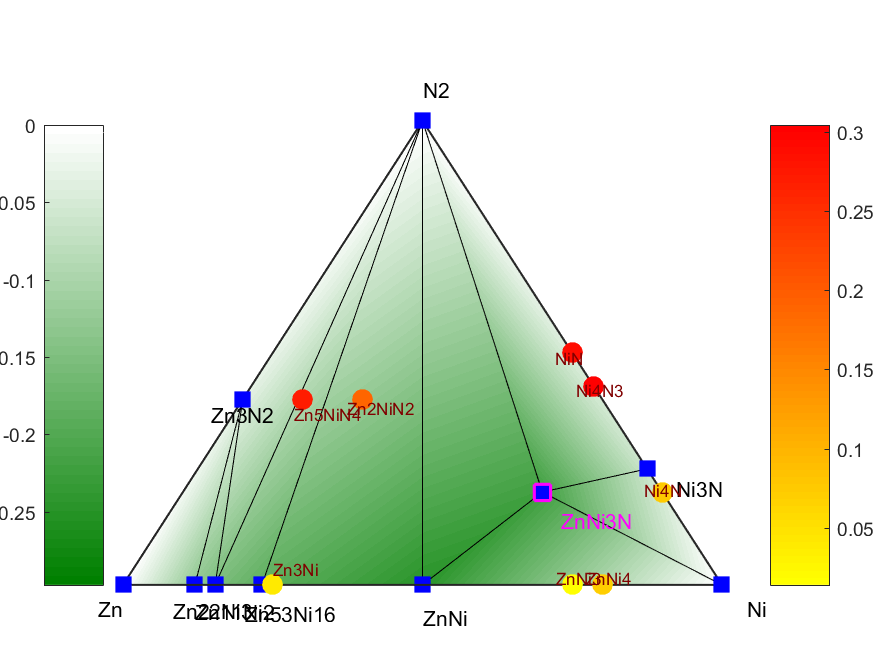 N2
0
0.05
-0.1
0.15
-0.2
0.25
0.3
0.25
0.2
0.15
0.1
0.05
NiN
Ni4N3
Zn3N2
Zn5NiN4
Zn2NiN2
Ni4N
Ni3N
ZnNi3N
Zn3Ni
ZnNi3
ZnNi4
Zn
Zn22Ni3
Zn11Ni2
Zn53Ni16
ZnNi
Ni